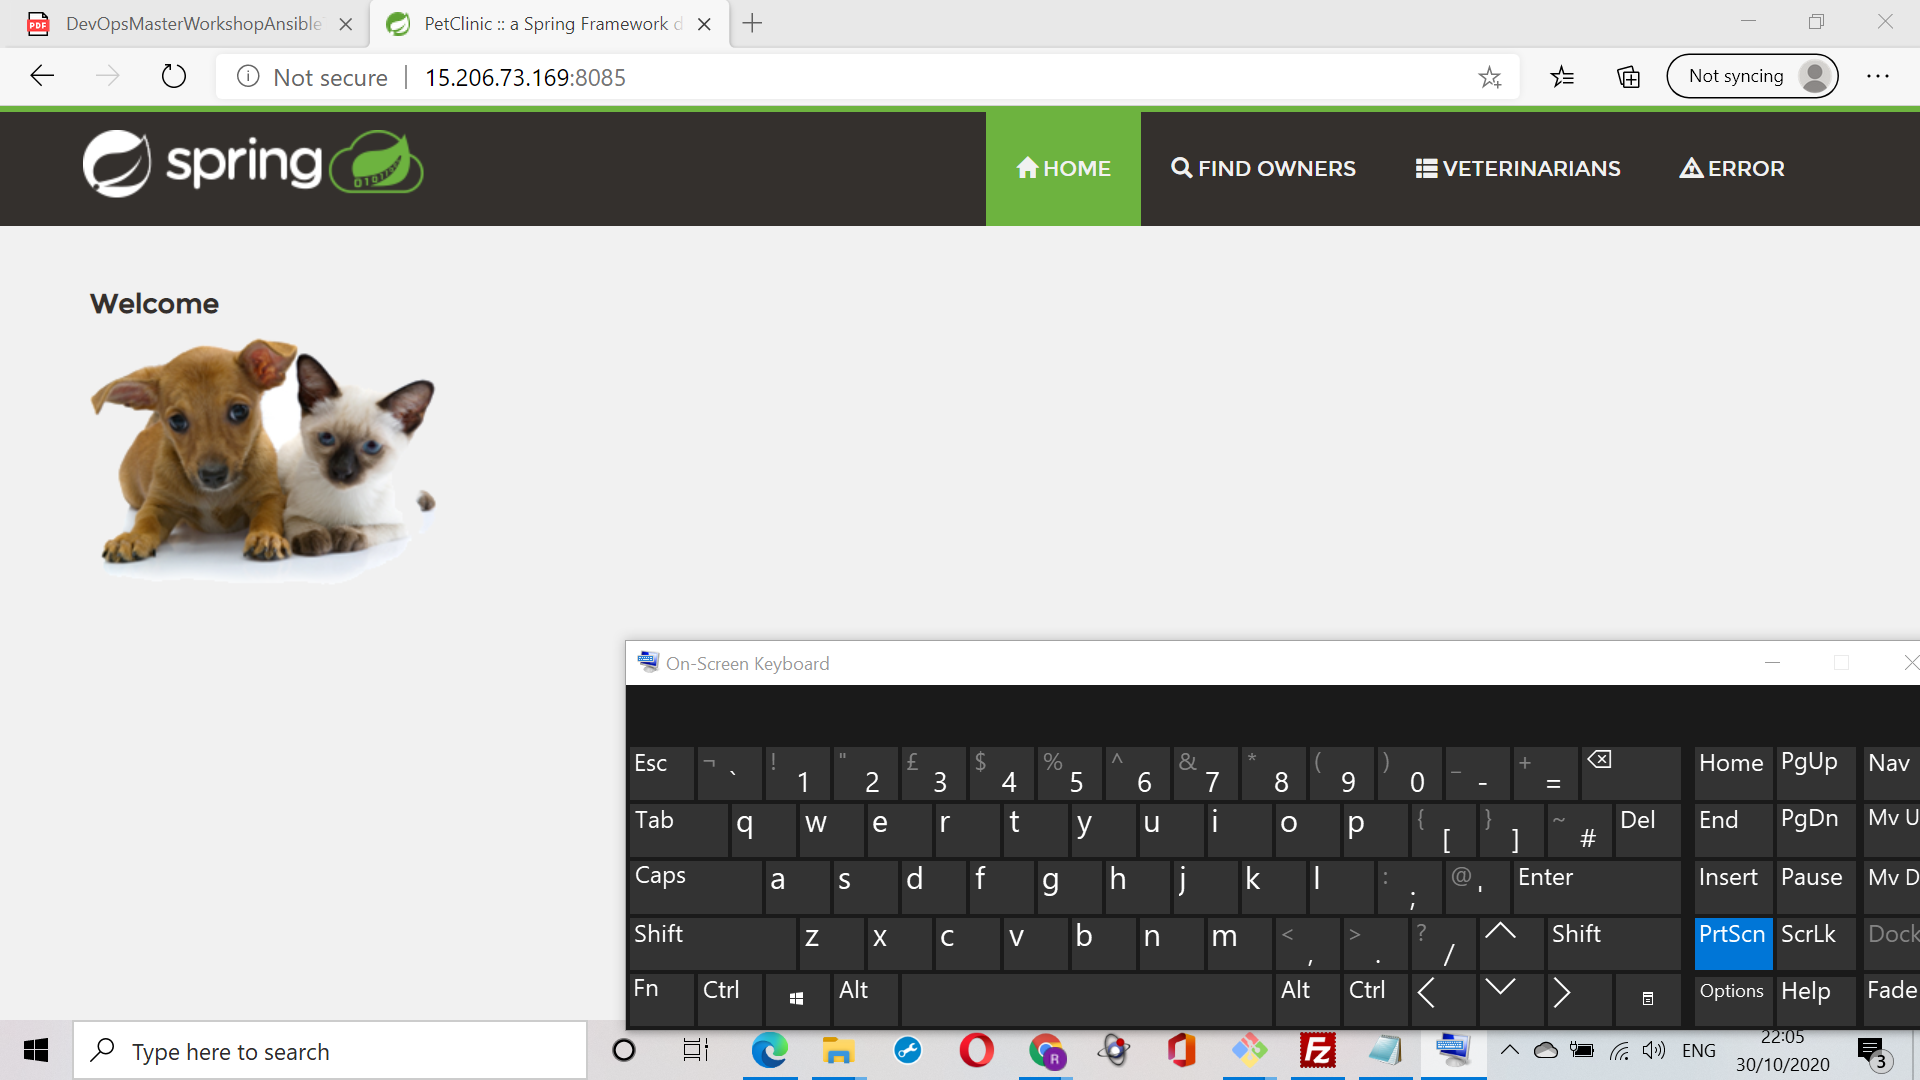 DevOpsMasterWorkshopAnsible
PetClinic :: a Spring Framework d
Not secure
15.206.73.169:8085
Not syncing
spring
HOME
FIND OWNERS
VETERINARIANS
ERROR
Welcome
On-Screen Keyboard
Esc ¬ ` ! 1 " 2 £ 3 $ 4 % 5 ^ 6 & 7 * 8 ( 9 ) 0 _ - + = Home PgUp Nav
Tab q w e r t y u i o p { [ } ] ~ # Del End PgDn Mv U
Caps a s d f g h j k l : ; @ ' Enter Insert Pause Mv D
Shift z x c v b n m < , > . ? / Shift PrtScn ScrLk Dock
Fn Ctrl Alt Alt Ctrl Options Help Fade
Type here to search
ENG
22:05
30/10/2020
3